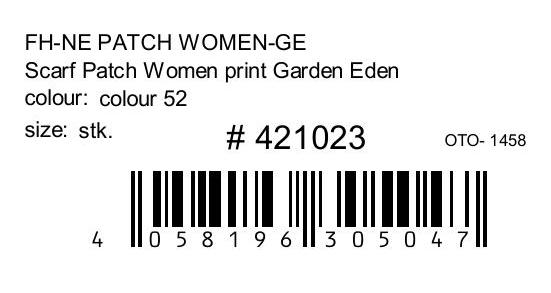 FH-NE PATCH WOMEN-GE
Scarf Patch Women print Garden Eden
colour: colour 52
size: stk.
# 421023
OTO- 1458
4 058196 305047